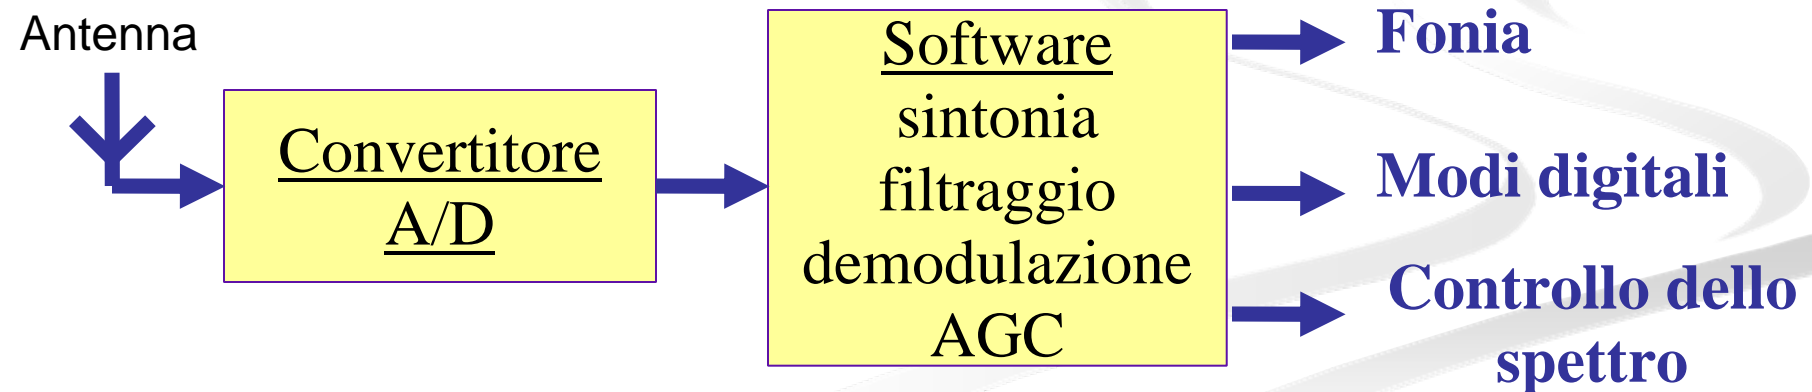 Antenna
Convertitore
A/D
Software
sintonia
filtraggio
demodulazione
AGC
Fonia
Modi digitali
Controllo dello
spettro